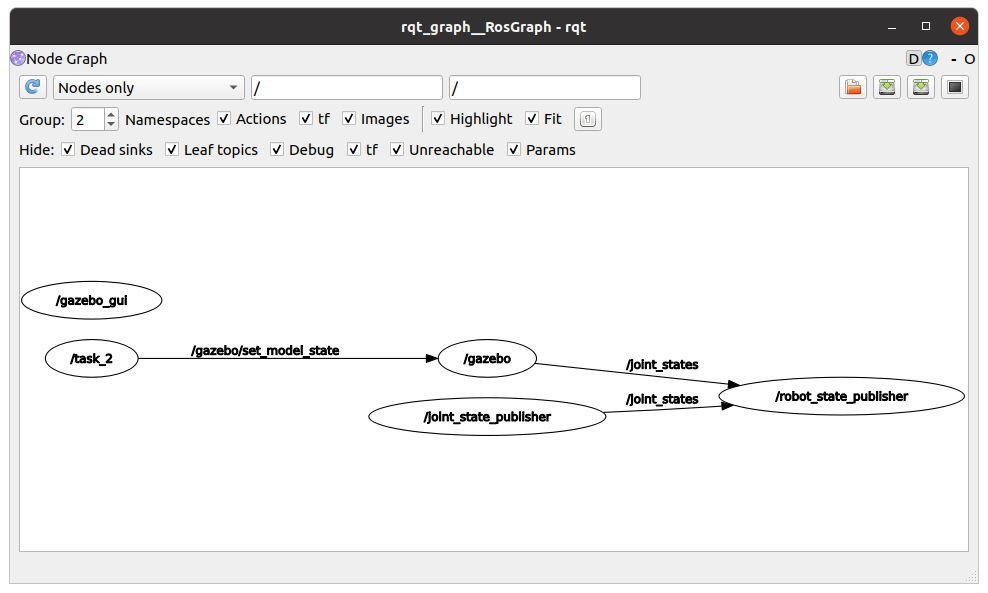 rqt_graph__RosGraph - rqt
Node Graph D ? - O
Nodes only / /
Group: 2 Namespaces Actions tf Images Highlight Fit
Hide: Dead sinks Leaf topics Debug tf Unreachable Params
/gazebo_gui
/task_2 /gazebo/set_model_state /gazebo
/joint_states
/robot_state_publisher
/joint_states
/joint_state_publisher